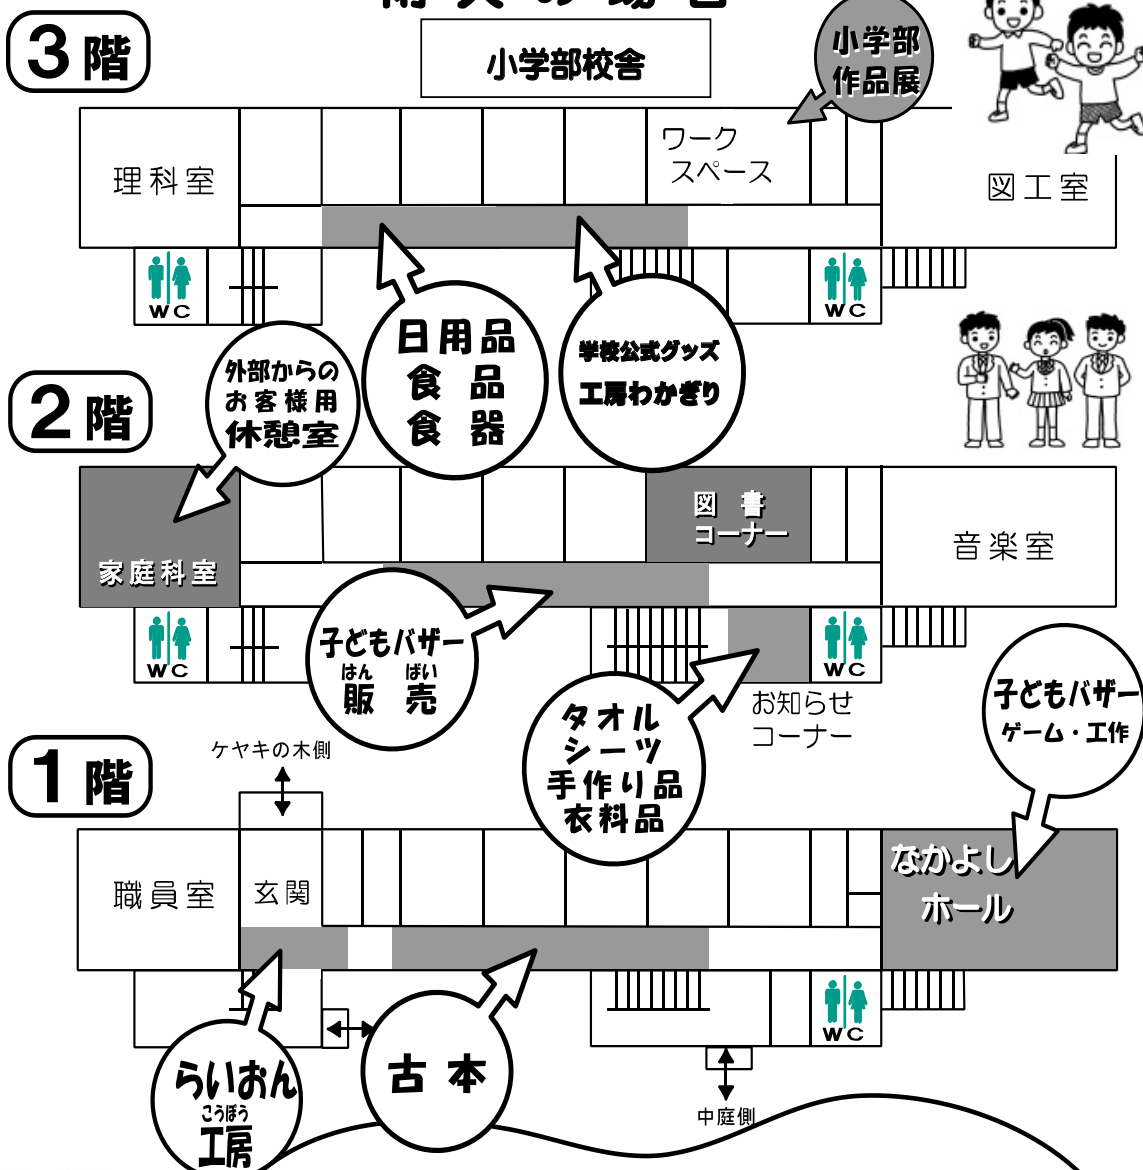 雨天の場合
3階
小学部校舎
小学部
作品展
理科室
ワーク
スペース
図工室
WC
WC
日用品
食品
食器
学校公式グッズ
工房わかぎり
外部からの
お客様用
休憩室
2階
家庭科室
図書
コーナー
音楽室
WC
WC
子どもバザー
はん ばい
販売
タオル
シーツ
手作り品
衣料品
お知らせ
コーナー
子どもバザー
ゲーム・工作
1階
ケヤキの木側
職員室
玄関
なかよし
ホール
WC
らいおん
こうぼう
工房
古本
中庭側